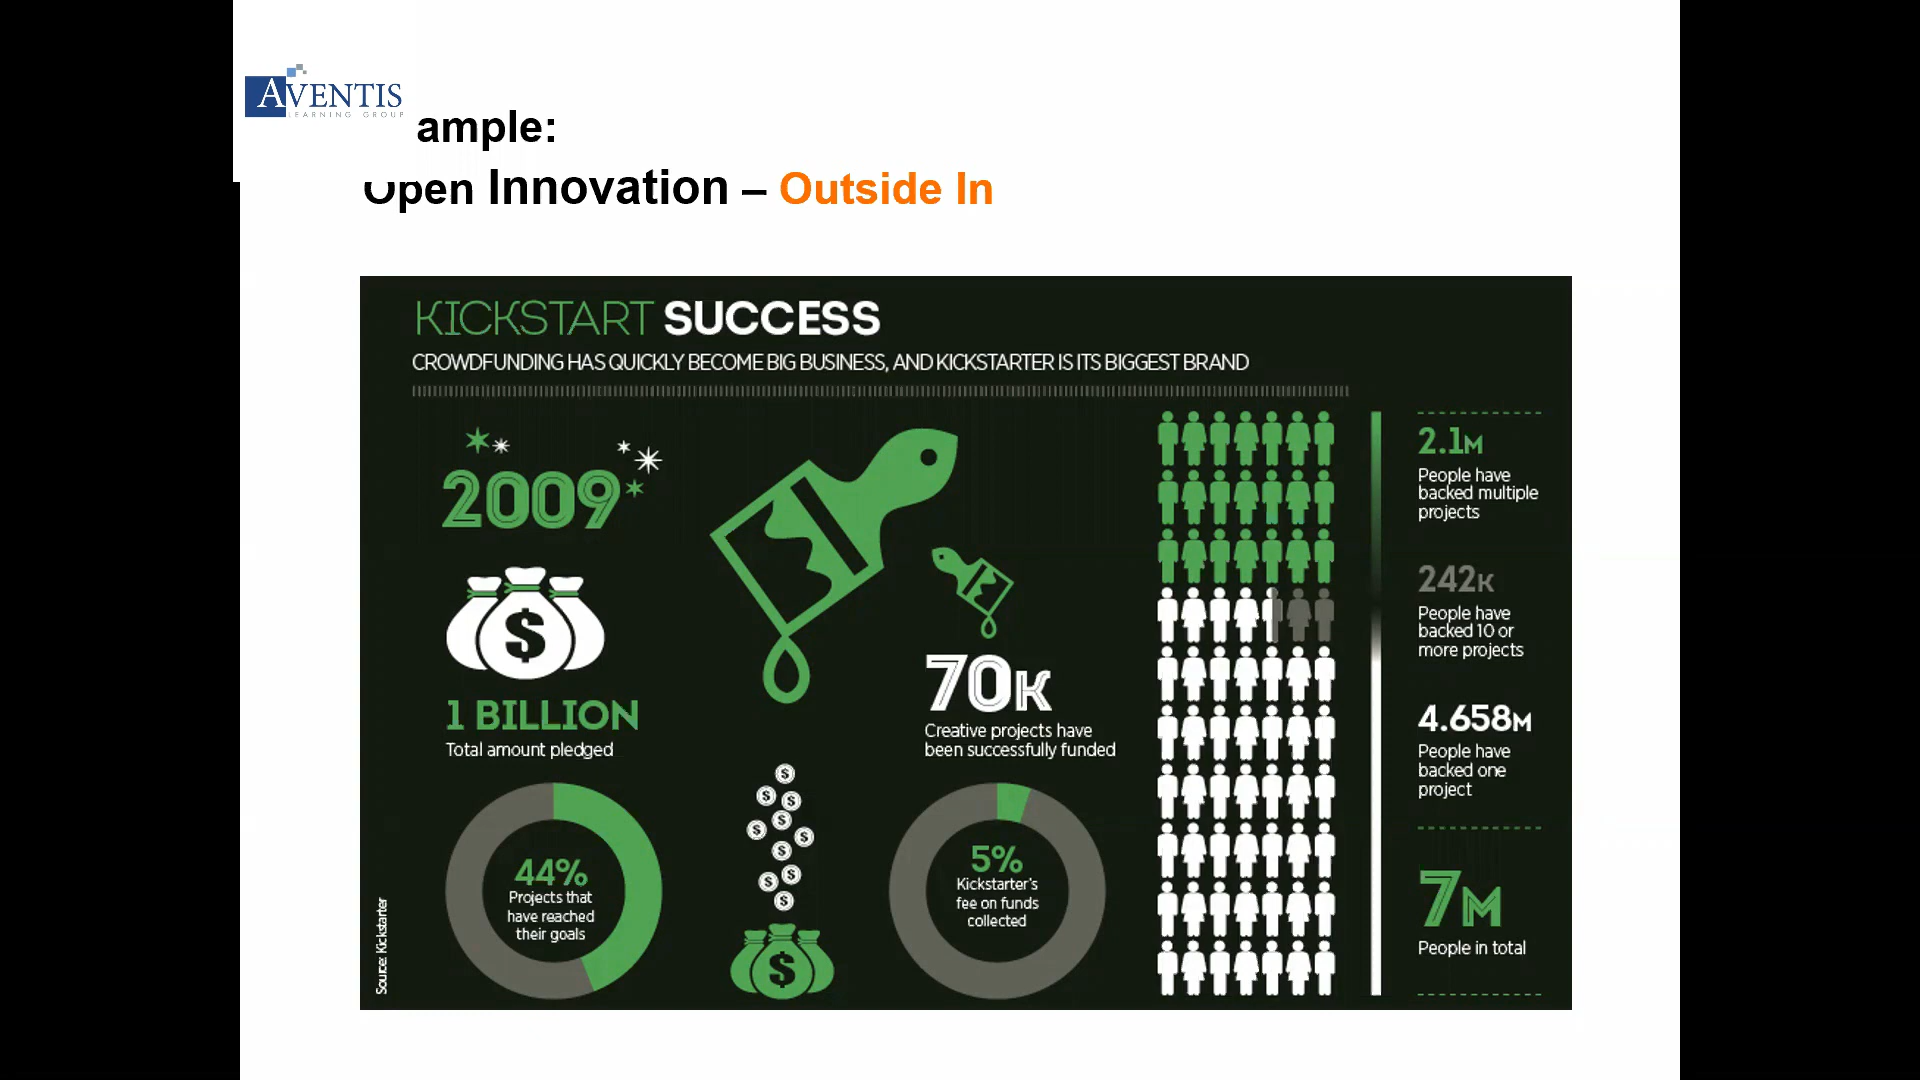 AVENTIS
LEARNING GROUP
ample:
Open Innovation – Outside In
KICKSTART SUCCESS
CROWDFUNDING HAS QUICKLY BECOME BIG BUSINESS, AND KICKSTARTER IS ITS BIGGEST BRAND
2009
$
1 BILLION
Total amount pledged
44%
Projects that
have reached
their goals
70K
Creative projects have
been successfully funded
$
$
$
$
$
$
$
$
$
$
$
5%
Kickstarter's
fee on funds
collected
2.1M
People have
backed multiple
projects
242K
People have
backed 10 or
more projects
4.658M
People have
backed one
project
7M
People in total
Source: Kickstarter